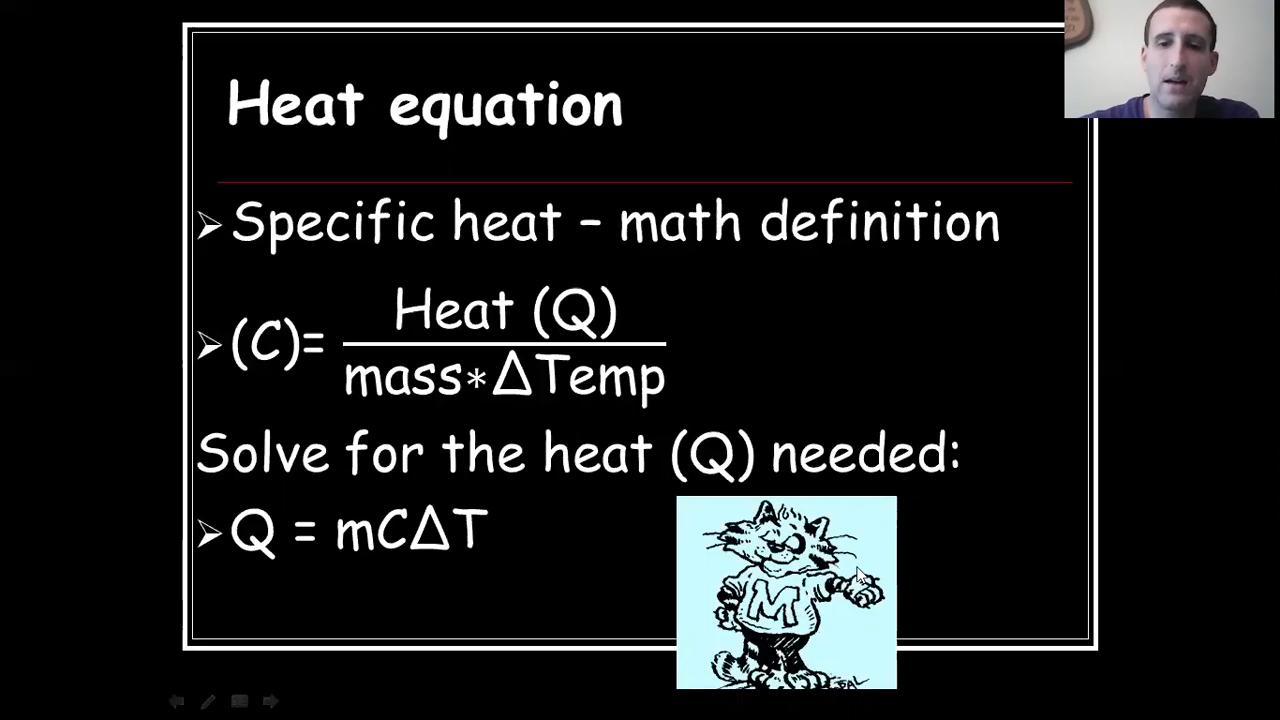 Heat equation
Specific heat – math definition
(C)= Heat (Q)
mass*ΔTemp
Solve for the heat (Q) needed:
Q = mCΔT
M